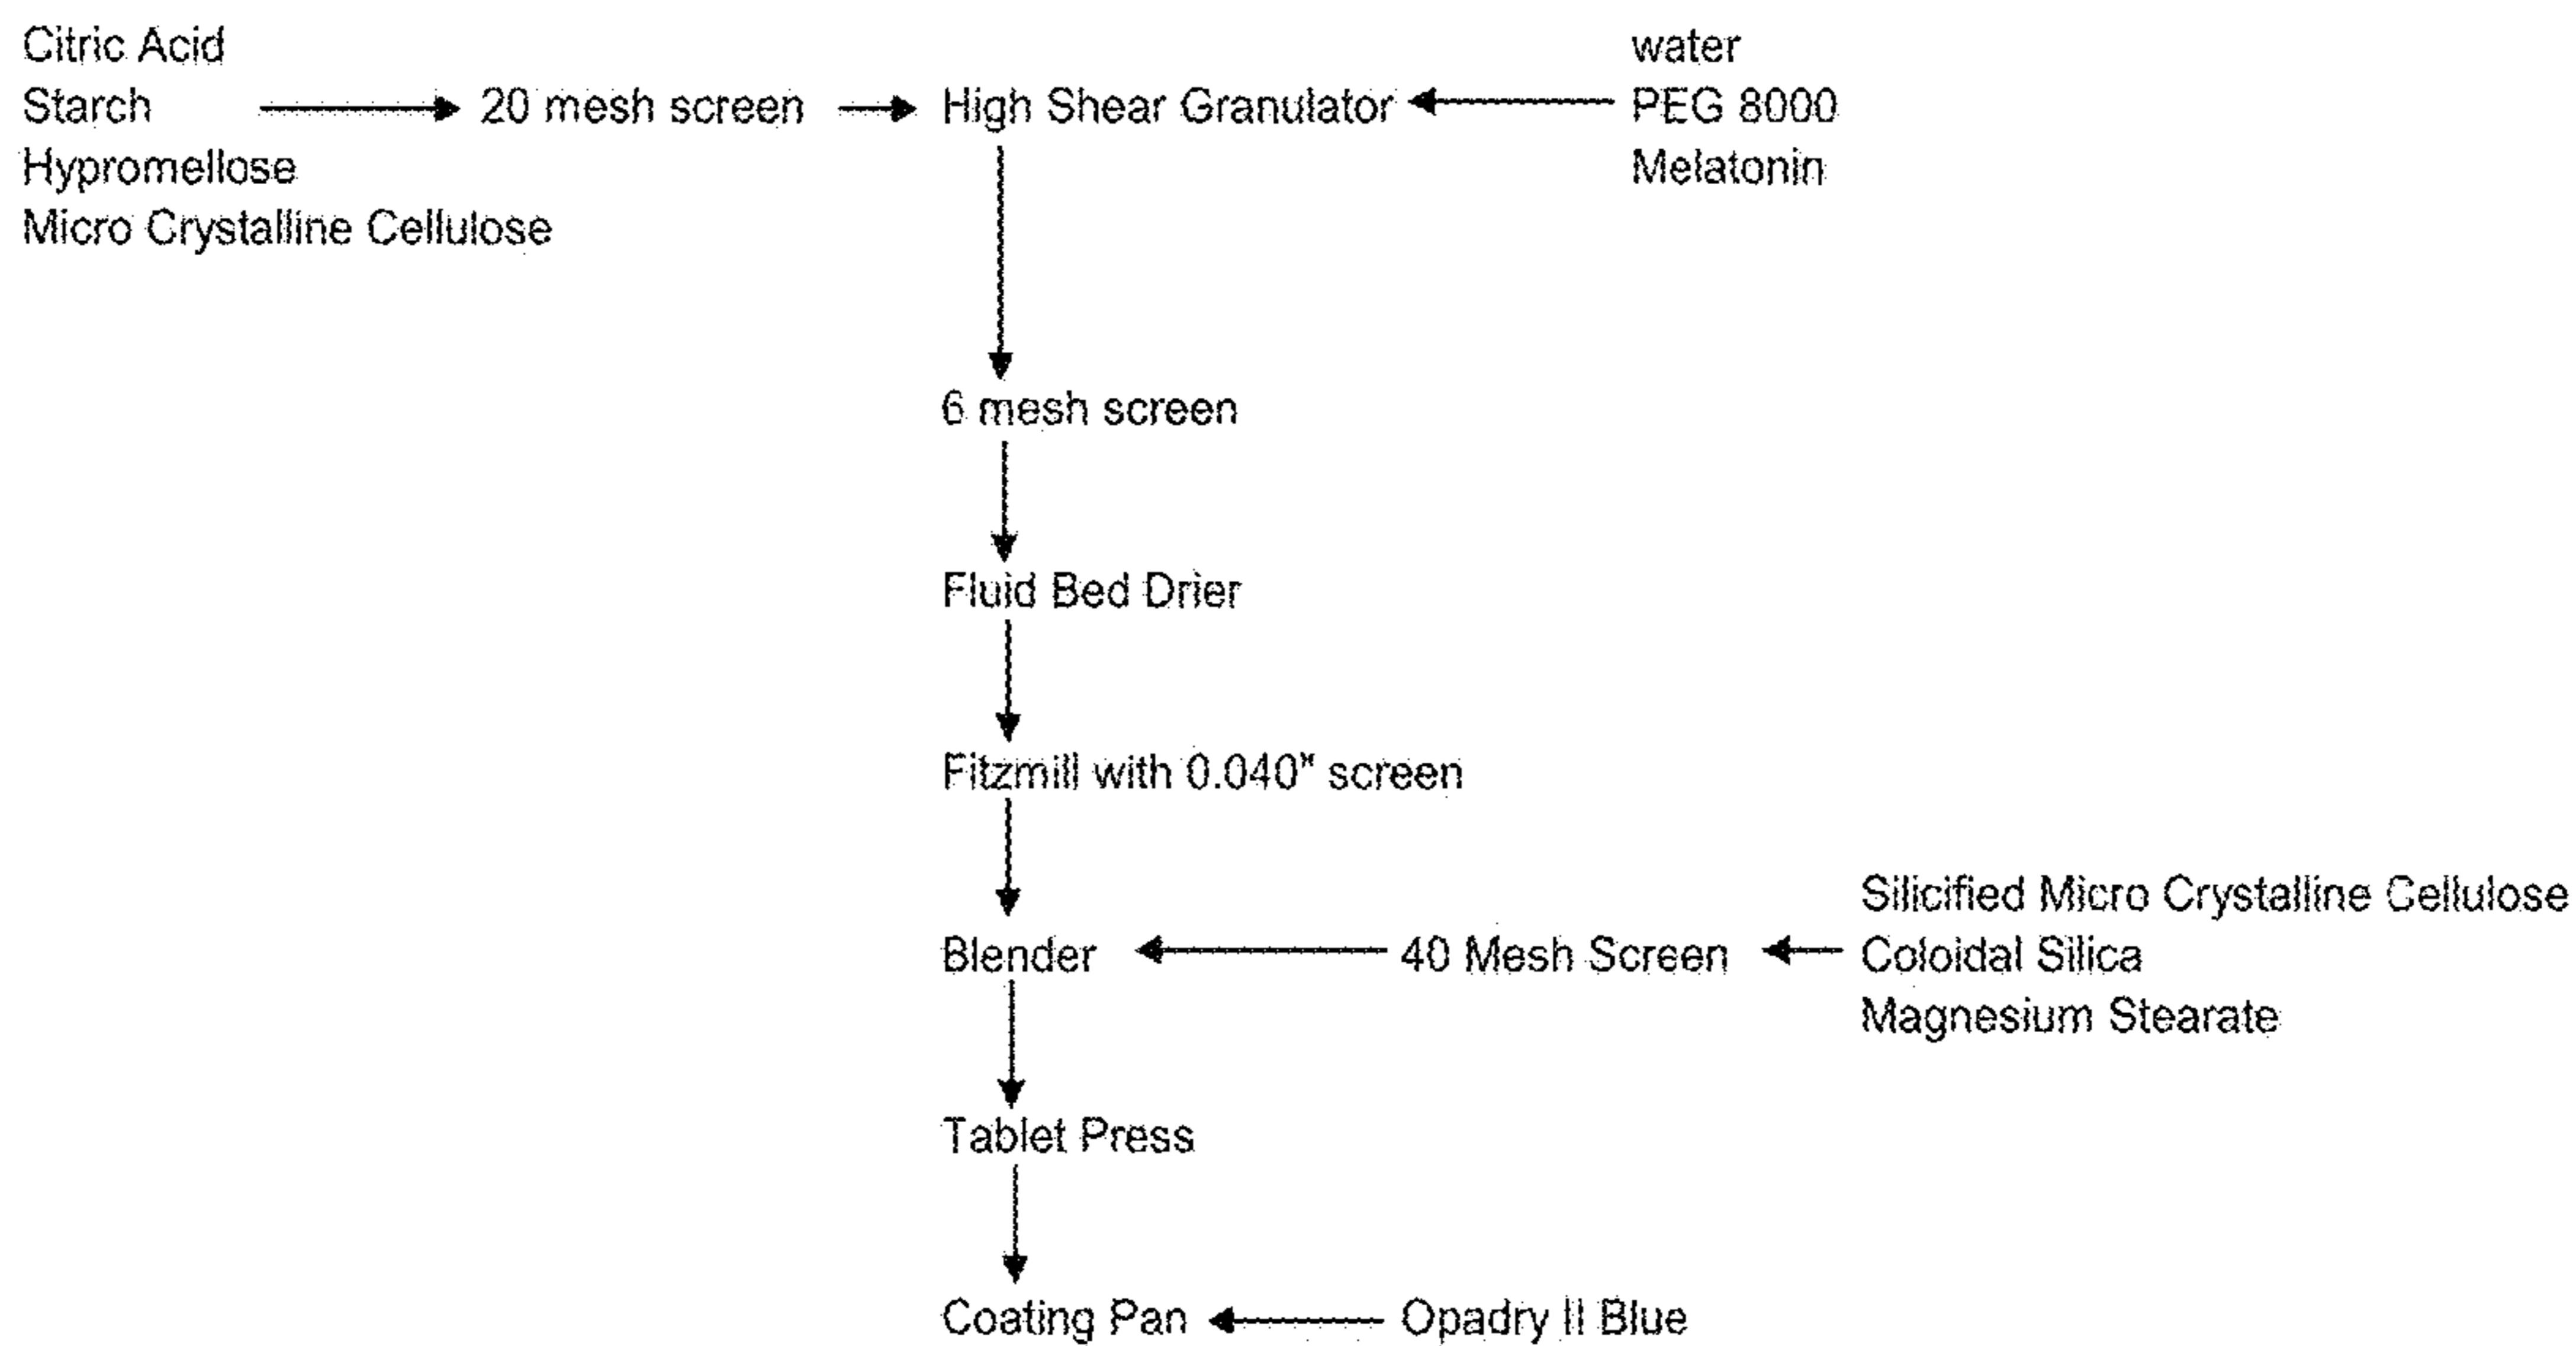 Citric Acid
Starch
Hypromellose
Micro Crystalline Cellulose
20 mesh screen
High Shear Granulator
water
PEG 8000
Melatonin
6 mesh screen
Fluid Bed Drier
Fitzmill with 0.040" screen
Blender
40 Mesh Screen
Silicified Micro Crystalline Cellulose
Coloidal Silica
Magnesium Stearate
Tablet Press
Coating Pan
Opadry II Blue